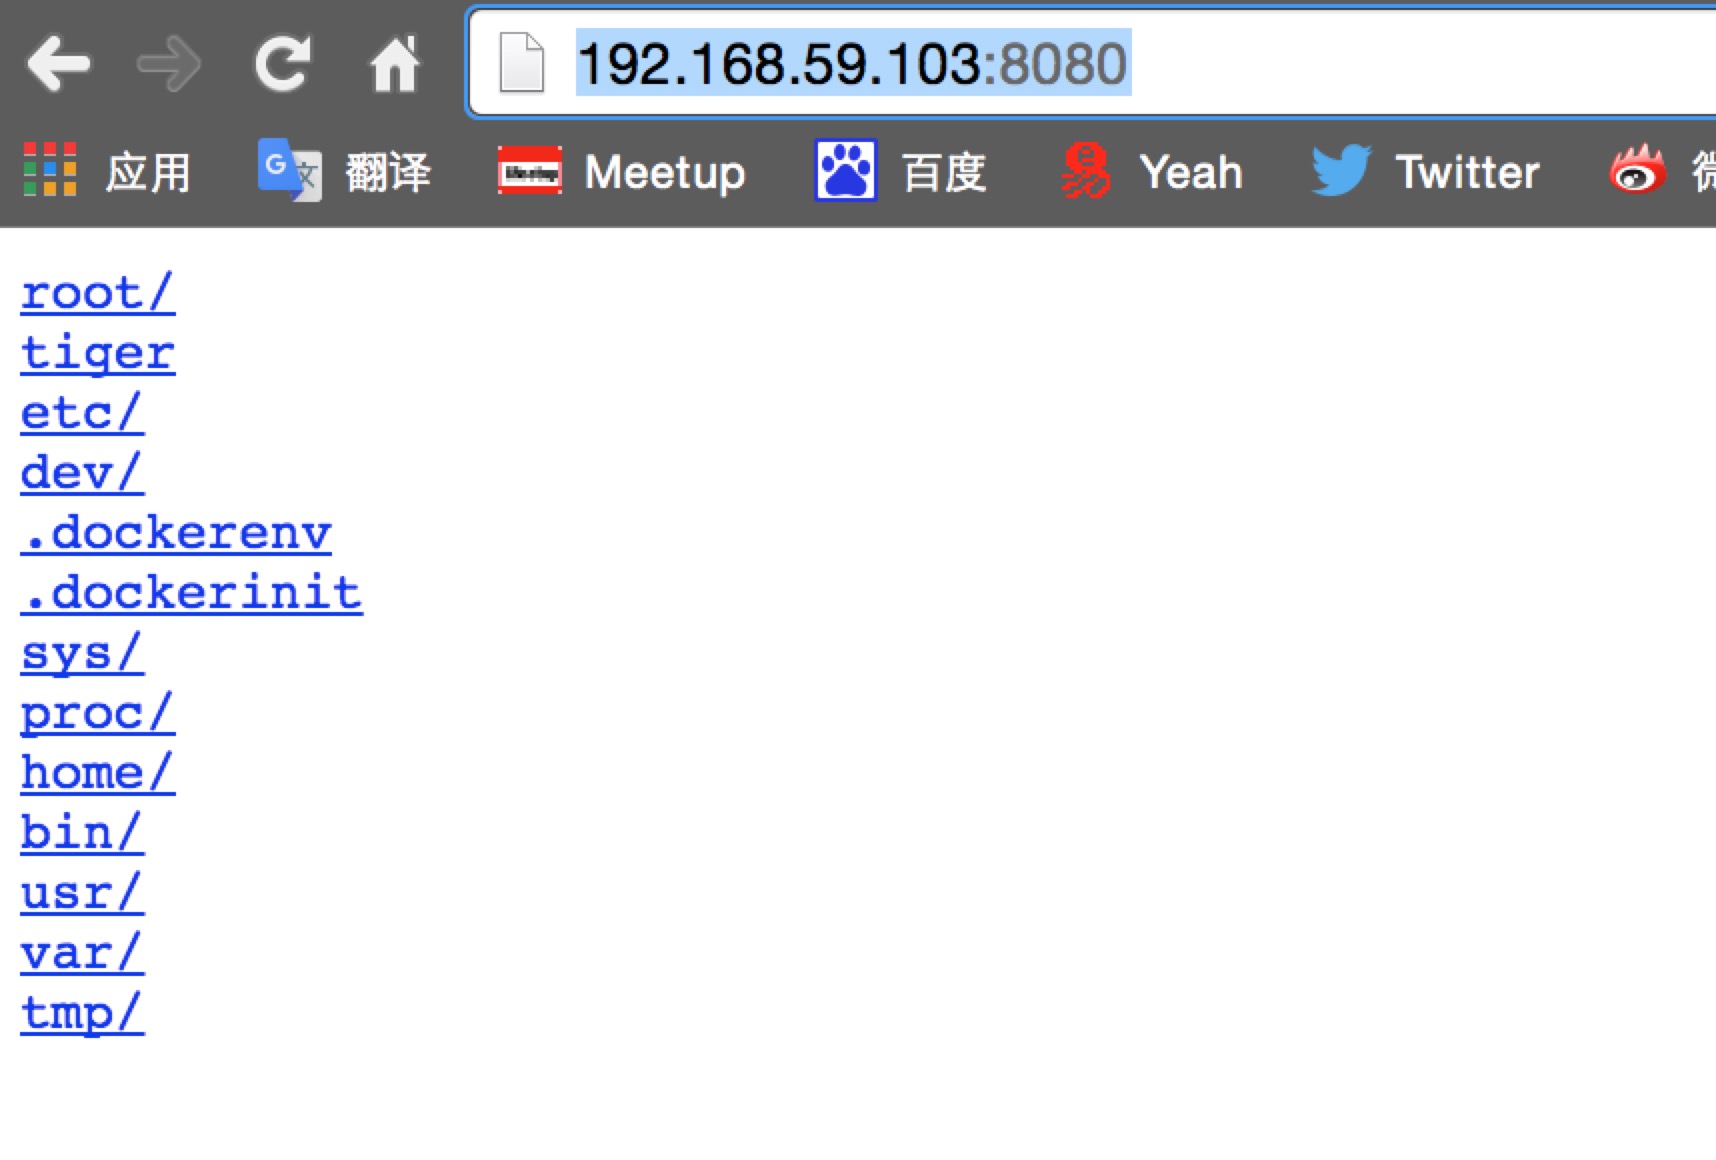 192.168.59.103:8080
应用 翻译 Meetup 百度 Yeah Twitter
root/
tiger
etc/
dev/
.dockerenv
.dockerinit
sys/
proc/
home/
bin/
usr/
var/
tmp/